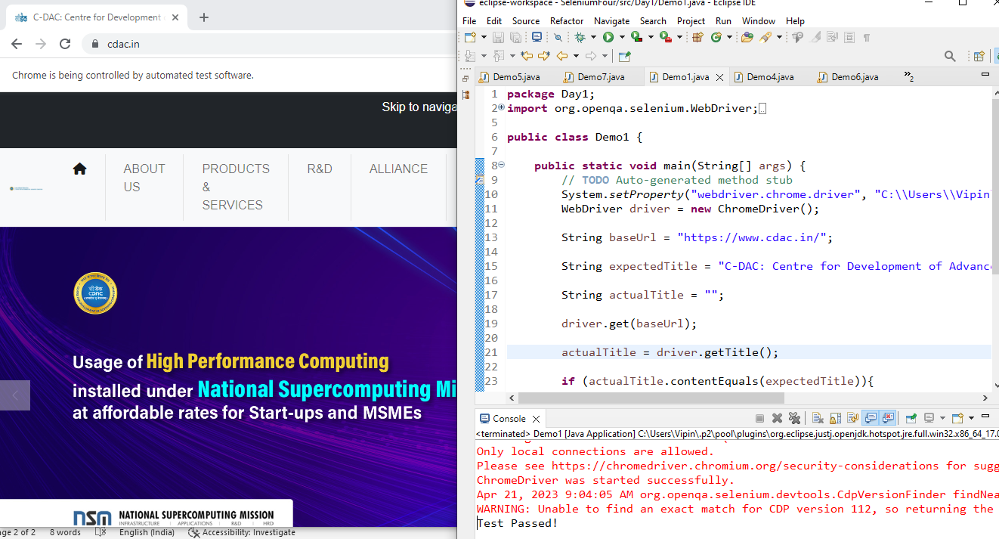 C-DAC: Centre for Development
cdac.in
Chrome is being controlled by automated test software.
Skip to naviga
ABOUT US
PRODUCTS & SERVICES
R&D
ALLIANCE
Usage of High Performance Computing
installed under National Supercomputing Mi
at affordable rates for Start-ups and MSMEs
nsm NATIONAL SUPERCOMPUTING MISSION
INFRASTRUCTURE | APPLICATIONS | R&D | HRD
age 2 of 2 8 words English (India) Accessibility: Investigate
eclipse-workspace - SeleniumFour/src/Day1/Demo1.java - Eclipse IDE
File Edit Source Refactor Navigate Search Project Run Window Help
Demo5.java Demo7.java Demo1.java Demo4.java Demo6.java »2
1 package Day1;
2 import org.openqa.selenium.WebDriver;
5
6 public class Demo1 {
7
8 public static void main(String[] args) {
9 // TODO Auto-generated method stub
10 System.setProperty("webdriver.chrome.driver", "C:\\Users\\Vipin\
11 WebDriver driver = new ChromeDriver();
12
13 String baseUrl = "https://www.cdac.in/";
14
15 String expectedTitle = "C-DAC: Centre for Development of Advanc
16
17 String actualTitle = "";
18
19 driver.get(baseUrl);
20
21 actualTitle = driver.getTitle();
22
23 if (actualTitle.contentEquals(expectedTitle)){
Console
<terminated> Demo1 [Java Application] C:\Users\Vipin\.p2\pool\plugins\org.eclipse.justj.openjdk.hotspot.jre.full.win32.x86_64_17.0
Only local connections are allowed.
Please see https://chromedriver.chromium.org/security-considerations for sugg
ChromeDriver was started successfully.
Apr 21, 2023 9:04:05 AM org.openqa.selenium.devtools.CdpVersionFinder findNea
WARNING: Unable to find an exact match for CDP version 112, so returning the
Test Passed!